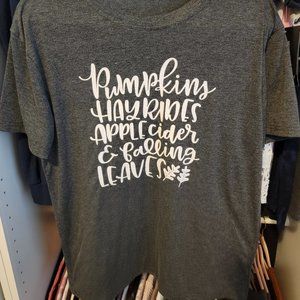 Pumpkins
HAYRIDES
APPLE cider
& falling
LEAVES